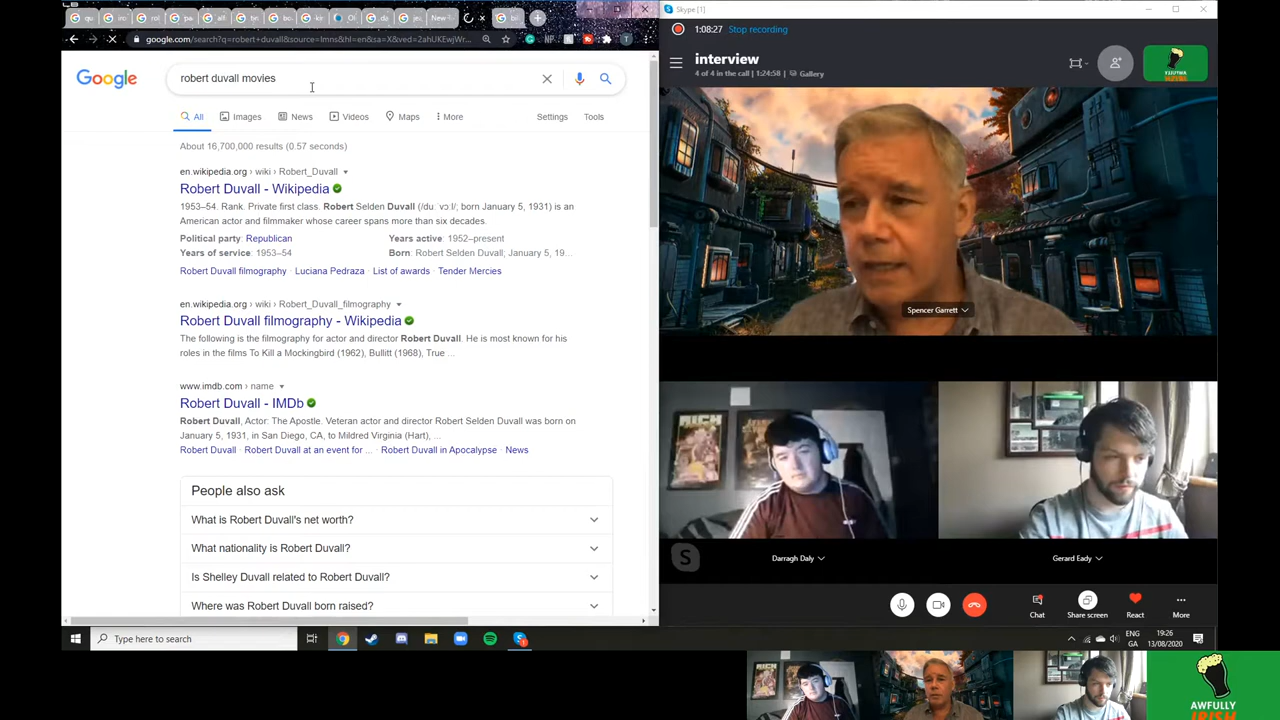 google.com/search?q=robert+duvall&source=lmns&hl=en&sa=X&ved=2ahUKEwjWr...
Google
robert duvall movies
All
Images
News
Videos
Maps
More
Settings
Tools
About 16,700,000 results (0.57 seconds)
en.wikipedia.org › wiki › Robert_Duvall
Robert Duvall - Wikipedia
1953–54. Rank. Private first class. Robert Selden Duvall (/duːˈvɔːl/; born January 5, 1931) is an
American actor and filmmaker whose career spans more than six decades.
Political party: Republican
Years active: 1952–present
Years of service: 1953–54
Born: Robert Selden Duvall; January 5, 19...
Robert Duvall filmography · Luciana Pedraza · List of awards · Tender Mercies
en.wikipedia.org › wiki › Robert_Duvall_filmography
Robert Duvall filmography - Wikipedia
The following is the filmography for actor and director Robert Duvall. He is most known for his
roles in the films To Kill a Mockingbird (1962), Bullitt (1968), True ...
www.imdb.com › name
Robert Duvall - IMDb
Robert Duvall, Actor: The Apostle. Veteran actor and director Robert Selden Duvall was born on
January 5, 1931, in San Diego, CA, to Mildred Virginia (Hart), ...
Robert Duvall · Robert Duvall at an event for ... · Robert Duvall in Apocalypse · News
People also ask
What is Robert Duvall's net worth?
What nationality is Robert Duvall?
Is Shelley Duvall related to Robert Duvall?
Where was Robert Duvall born raised?
Type here to search
Skype [1]
1:08:27 Stop recording
interview
4 of 4 in the call | 1:24:58 | Gallery
Spencer Garrett
RICK
Darragh Daly
Gerard Eady
Chat
Share screen
React
More
ENG
GA
19:26
13/08/2020
AWFULLY
IRISH